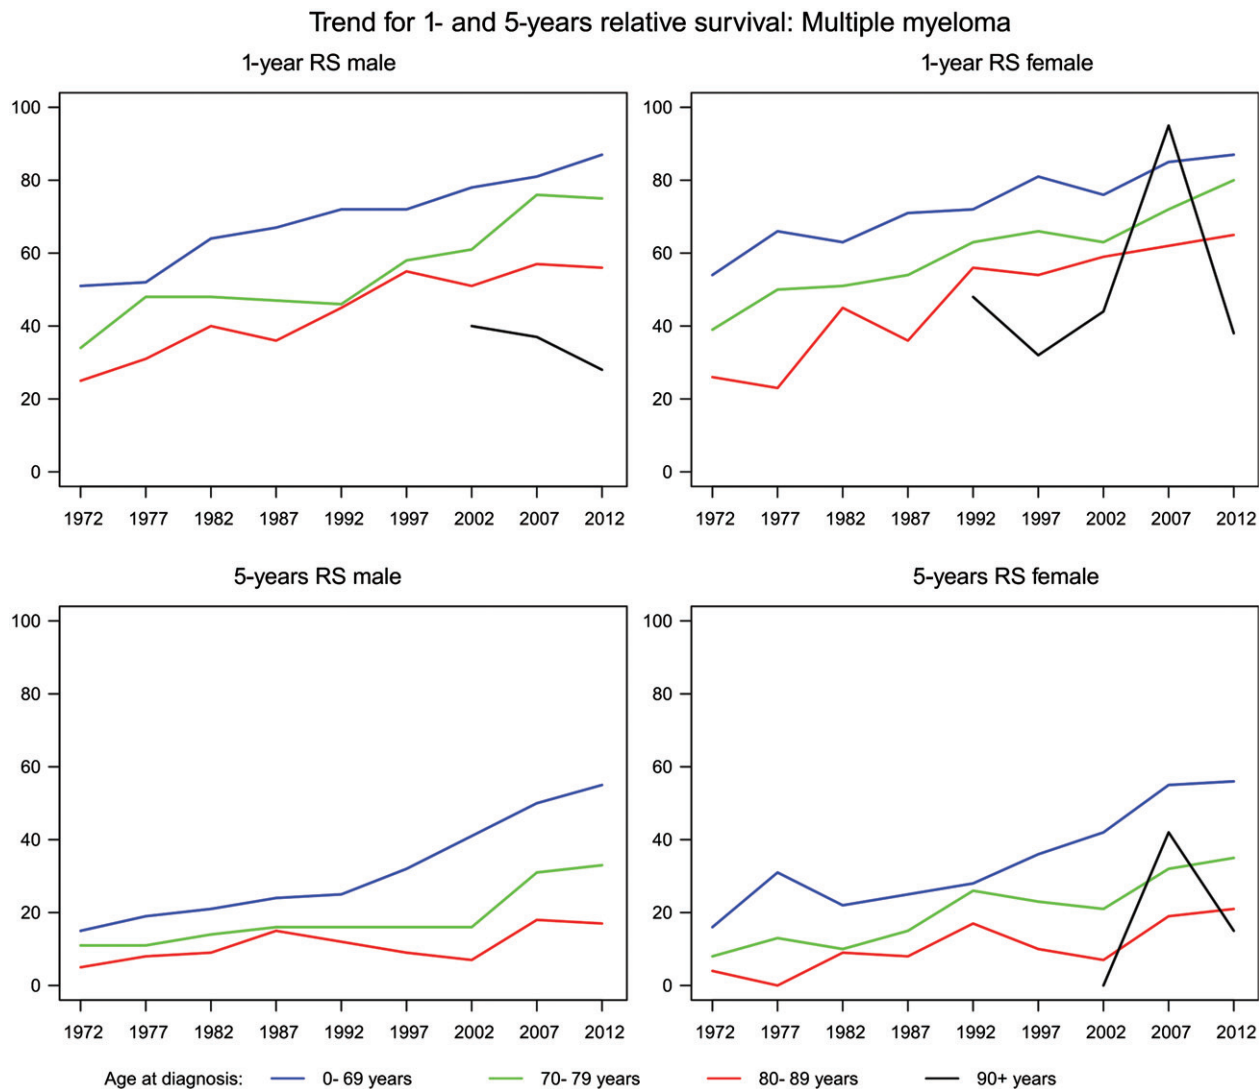 Trend for 1- and 5-years relative survival: Multiple myeloma
1-year RS male
1-year RS female
100
80
60
40
20
0
1972 1977 1982 1987 1992 1997 2002 2007 2012
100
80
60
40
20
0
1972 1977 1982 1987 1992 1997 2002 2007 2012
5-years RS male
5-years RS female
100
80
60
40
20
0
1972 1977 1982 1987 1992 1997 2002 2007 2012
100
80
60
40
20
0
1972 1977 1982 1987 1992 1997 2002 2007 2012
Age at diagnosis: 0- 69 years 70- 79 years 80- 89 years 90+ years